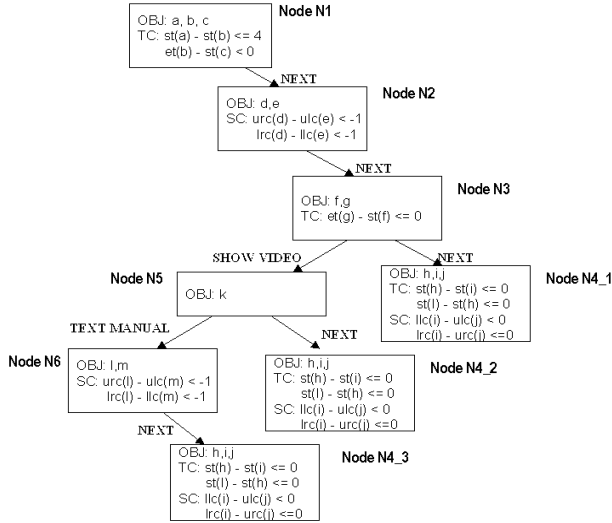 Node N1
OBJ: a, b, c
TC: st(a) - st(b) <= 4
et(b) - st(c) < 0
NEXT
Node N2
OBJ: d,e
SC: urc(d) - ulc(e) < -1
lrc(d) - llc(e) < -1
NEXT
Node N3
OBJ: f,g
TC: et(g) - st(f) <= 0
SHOW VIDEO
NEXT
Node N5
OBJ: k
Node N4_1
OBJ: h,i,j
TC: st(h) - st(i) <= 0
st(l) - st(h) <= 0
SC: llc(i) - ulc(j) < 0
lrc(i) - urc(j) <=0
TEXT MANUAL
NEXT
Node N6
OBJ: l,m
SC: urc(l) - ulc(m) < -1
lrc(l) - llc(m) < -1
Node N4_2
OBJ: h,i,j
TC: st(h) - st(i) <= 0
st(l) - st(h) <= 0
SC: llc(i) - ulc(j) < 0
lrc(i) - urc(j) <=0
NEXT
Node N4_3
OBJ: h,i,j
TC: st(h) - st(i) <= 0
st(l) - st(h) <= 0
SC: llc(i) - ulc(j) < 0
lrc(i) - urc(j) <=0